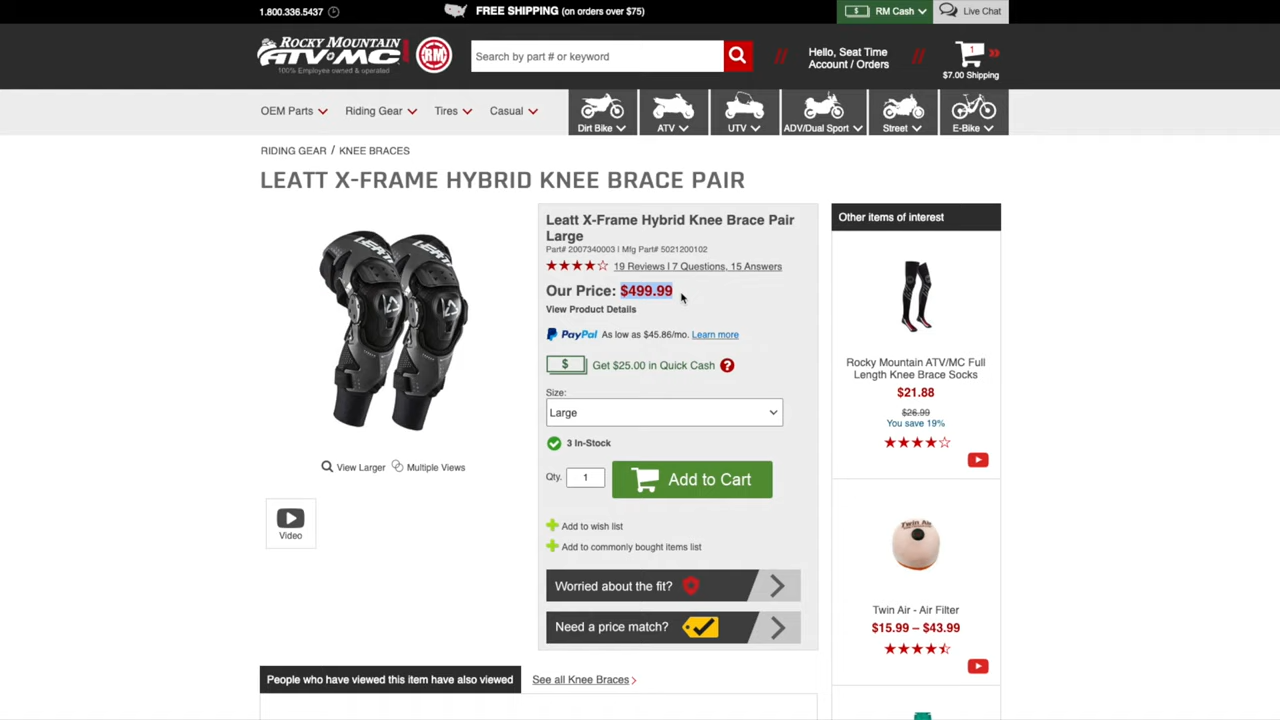 1.800.336.5437
FREE SHIPPING (on orders over $75)
$ RM Cash
Live Chat
ROCKY MOUNTAIN
ATV MC
100% Employee owned & operated
RM
Search by part # or keyword
Hello, Seat Time
Account / Orders
1
$7.00 Shipping
OEM Parts
Riding Gear
Tires
Casual
Dirt Bike
ATV
UTV
ADV/Dual Sport
Street
E-Bike
RIDING GEAR / KNEE BRACES
LEATT X-FRAME HYBRID KNEE BRACE PAIR
LEATT
LEATT
View Larger
Multiple Views
Video
Leatt X-Frame Hybrid Knee Brace Pair
Large
Part# 2007340003 | Mfg Part# 5021200102
19 Reviews | 7 Questions, 15 Answers
Our Price: $499.99
View Product Details
PayPal As low as $45.86/mo. Learn more
$ Get $25.00 in Quick Cash ?
Size:
Large
3 In-Stock
Qty. 1 Add to Cart
Add to wish list
Add to commonly bought items list
Worried about the fit?
Need a price match?
Other items of interest
Rocky Mountain ATV/MC Full
Length Knee Brace Socks
$21.88
$26.99
You save 19%
Twin Air
Twin Air - Air Filter
$15.99 – $43.99
People who have viewed this item have also viewed
See all Knee Braces